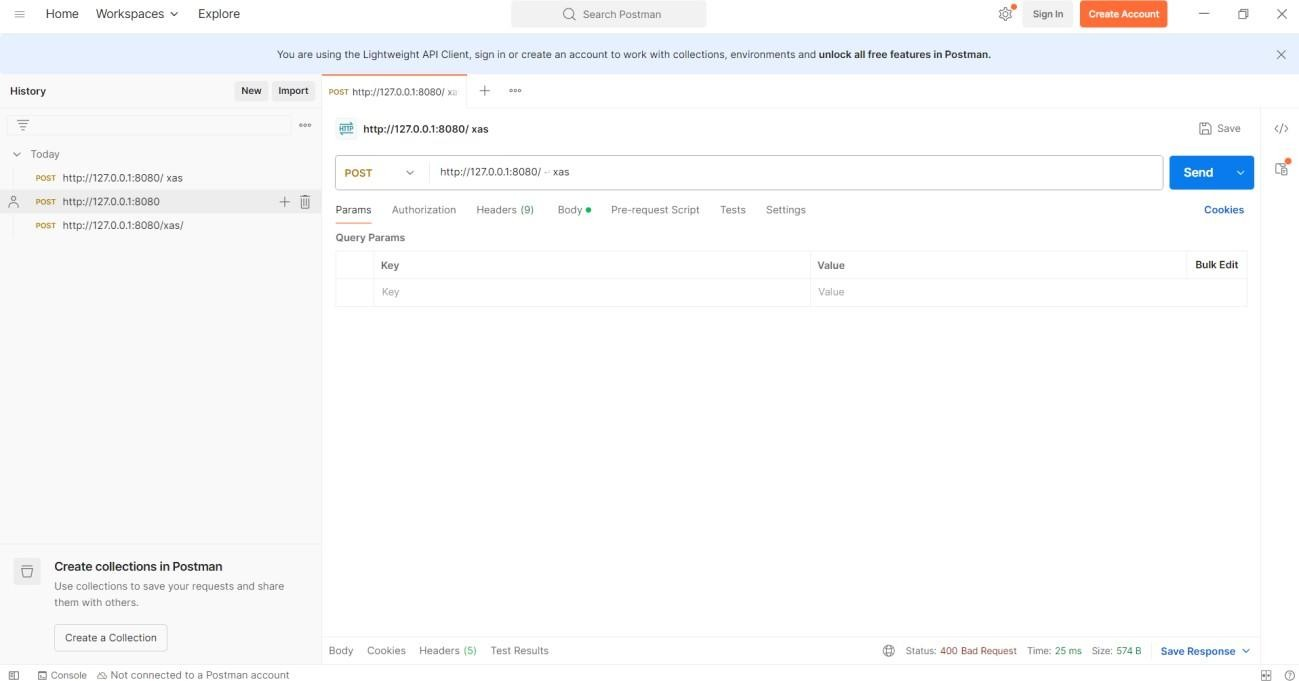 Home Workspaces Explore Search Postman Sign In Create Account
You are using the Lightweight API Client, sign in or create an account to work with collections, environments and unlock all free features in Postman.
History New Import
POST http://127.0.0.1:8080/ xa
HTTP http://127.0.0.1:8080/ xas Save </>
Today
POST http://127.0.0.1:8080/ xas
POST http://127.0.0.1:8080
POST http://127.0.0.1:8080/xas/
POST http://127.0.0.1:8080/ xas Send
Params Authorization Headers (9) Body Pre-request Script Tests Settings Cookies
Query Params
Key Value Bulk Edit
Key Value
Create collections in Postman
Use collections to save your requests and share
them with others.
Create a Collection
Body Cookies Headers (5) Test Results Status: 400 Bad Request Time: 25 ms Size: 574 B Save Response
Console Not connected to a Postman account